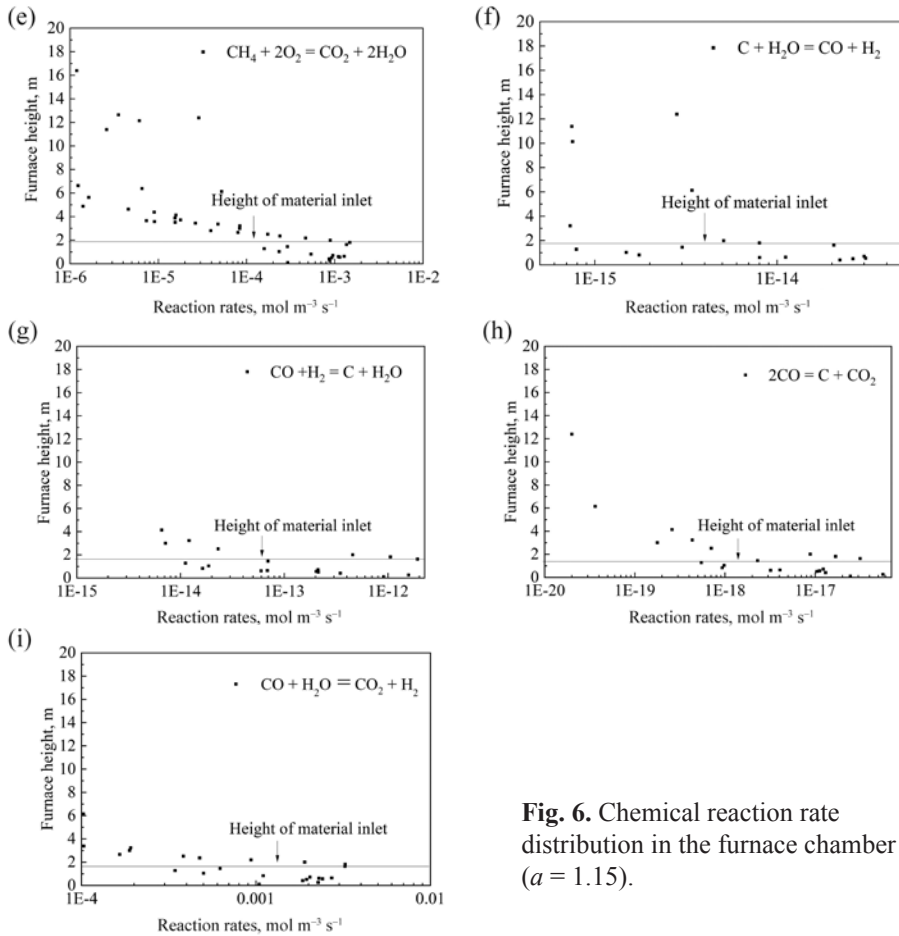 (e)
CH₄ + 2O₂ = CO₂ + 2H₂O
Furnace height, m
20
18
16
14
12
10
8
6
4
2
0
Height of material inlet
1E-6 1E-5 1E-4 1E-3 1E-2
Reaction rates, mol m⁻³ s⁻¹
(f)
C + H₂O = CO + H₂
Furnace height, m
20
18
16
14
12
10
8
6
4
2
0
Height of material inlet
1E-15 1E-14
Reaction rates, mol m⁻³ s⁻¹
(g)
CO +H₂ = C + H₂O
Furnace height, m
20
18
16
14
12
10
8
6
4
2
0
Height of material inlet
1E-15 1E-14 1E-13 1E-12
Reaction rates, mol m⁻³ s⁻¹
(h)
2CO = C + CO₂
Furnace height, m
20
18
16
14
12
10
8
6
4
2
0
Height of material inlet
1E-20 1E-19 1E-18 1E-17
Reaction rates, mol m⁻³ s⁻¹
(i)
CO + H₂O = CO₂ + H₂
Furnace height, m
20
18
16
14
12
10
8
6
4
2
0
Height of material inlet
1E-4 0.001 0.01
Reaction rates, mol m⁻³ s⁻¹
Fig. 6. Chemical reaction rate
distribution in the furnace chamber
(a = 1.15).